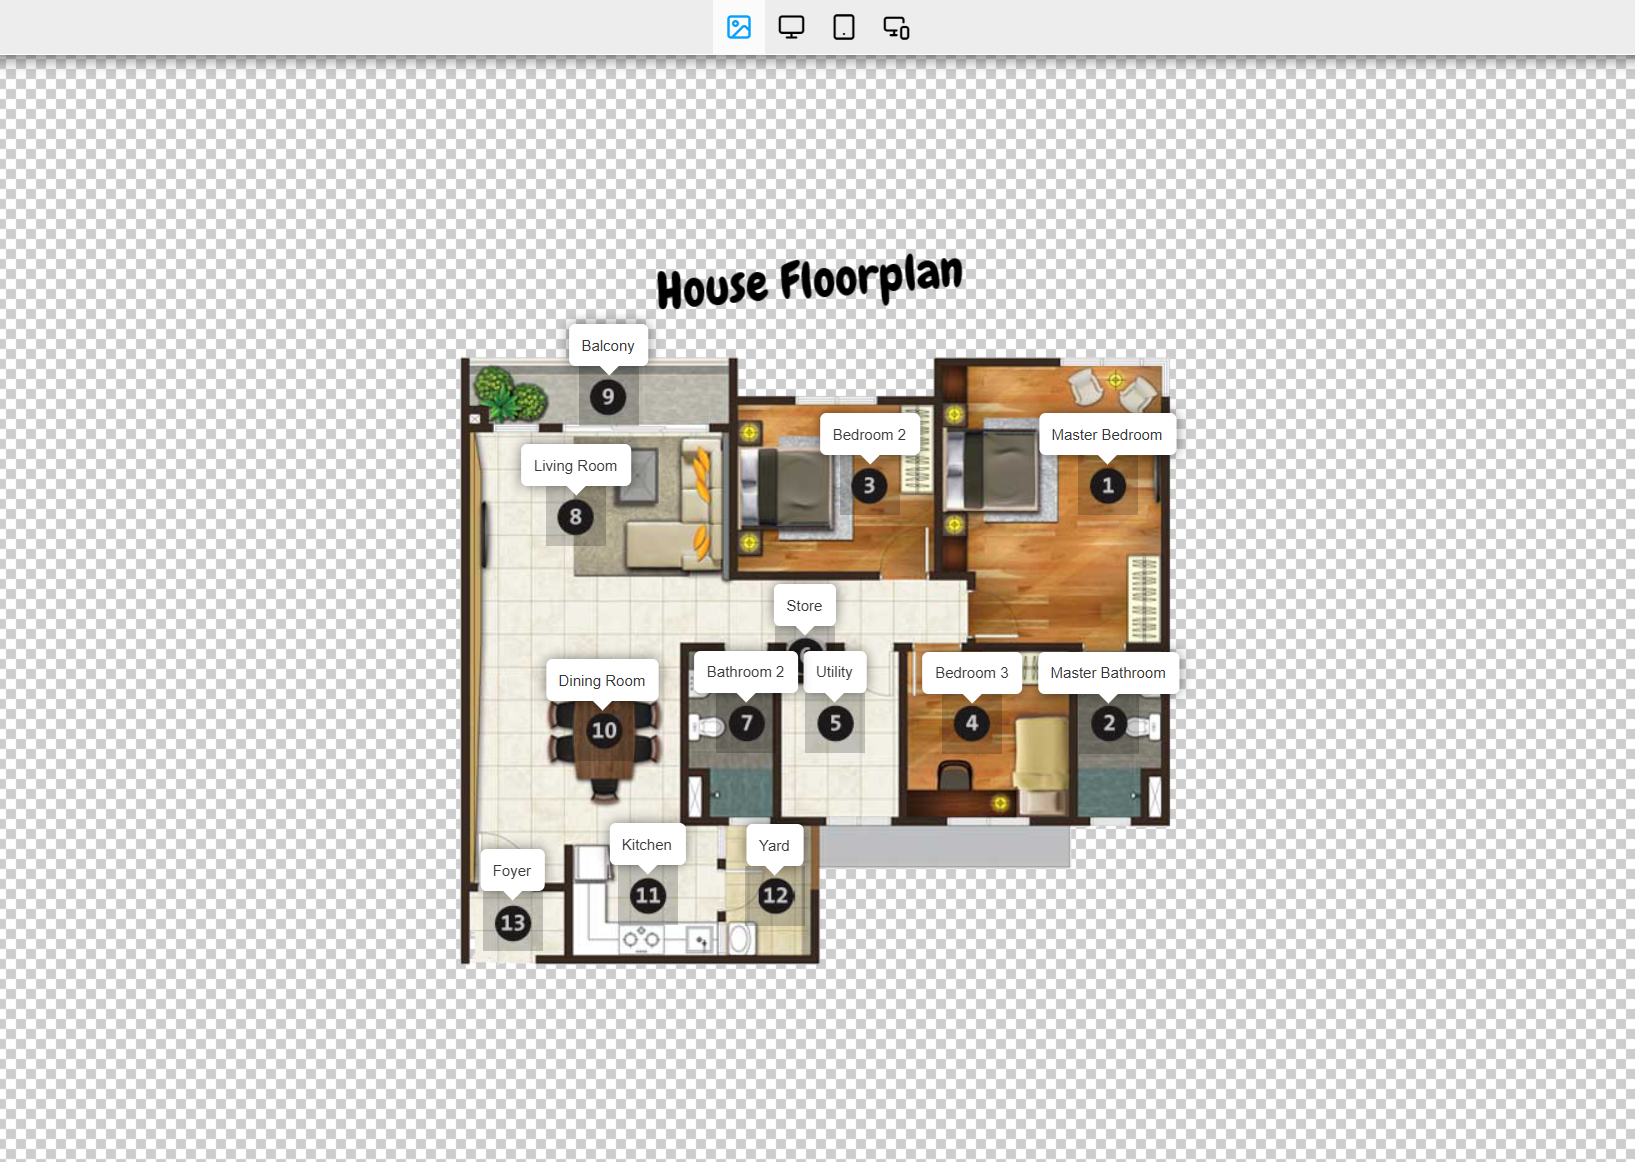 House Floorplan
Balcony
9
Bedroom 2
3
Master Bedroom
1
Living Room
8
Store
Bathroom 2
7
Utility
5
Bedroom 3
4
Master Bathroom
2
Dining Room
10
Kitchen
11
Yard
12
Foyer
13